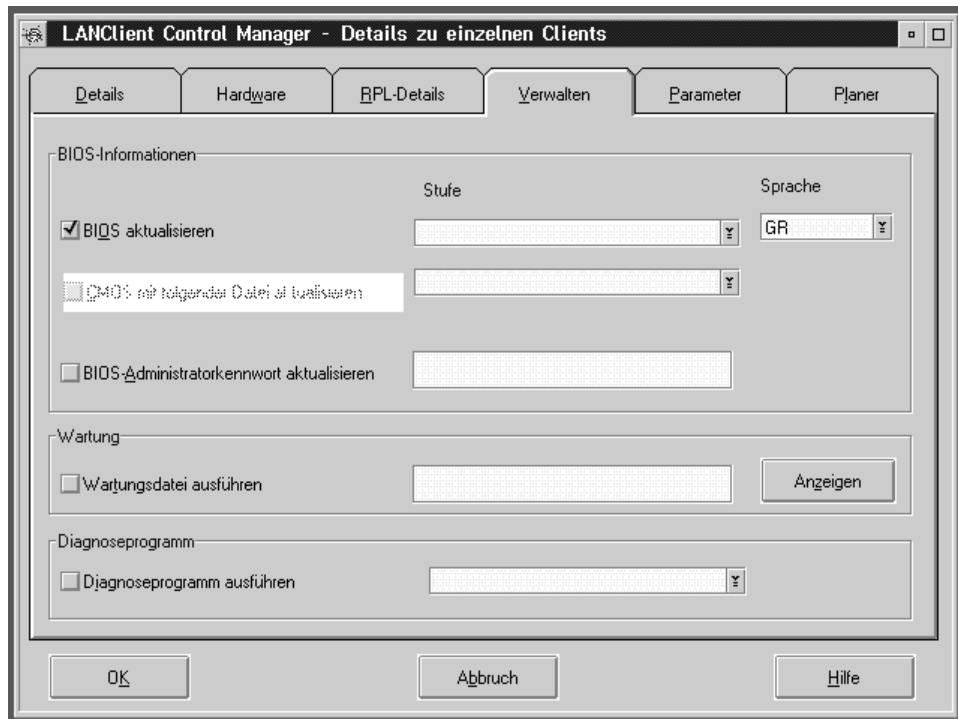 LANClient Control Manager - Details zu einzelnen Clients
Details Hardware RPL-Details Verwalten Parameter Planer
BIOS-Informationen
Stufe Sprache
BIOS aktualisieren GR
CMOS mit folgender Datei aktualisieren
BIOS-Administratorkennwort aktualisieren
Wartung
Wartungsdatei ausführen Anzeigen
Diagnoseprogramm
Diagnoseprogramm ausführen
OK Abbruch Hilfe